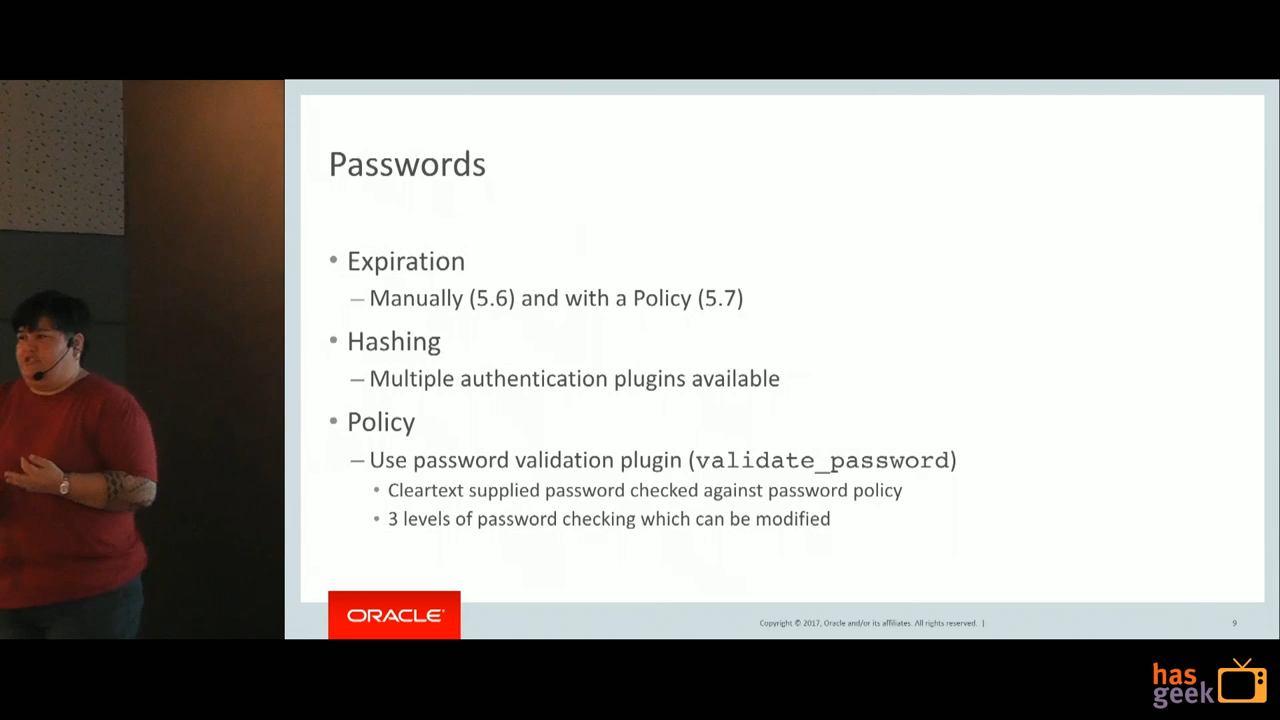 Passwords
• Expiration
– Manually (5.6) and with a Policy (5.7)
• Hashing
– Multiple authentication plugins available
• Policy
– Use password validation plugin (validate_password)
• Cleartext supplied password checked against password policy
• 3 levels of password checking which can be modified
ORACLE®
Copyright © 2017, Oracle and/or its affiliates. All rights reserved. |
9
has
geek